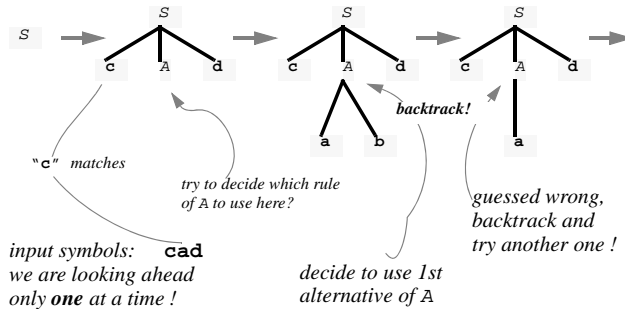 S
S
c A d
S
c A d
a b
backtrack!
S
c A d
a
"c" matches
try to decide which rule
of A to use here?
input symbols: cad
we are looking ahead
only one at a time !
decide to use 1st
alternative of A
guessed wrong,
backtrack and
try another one !